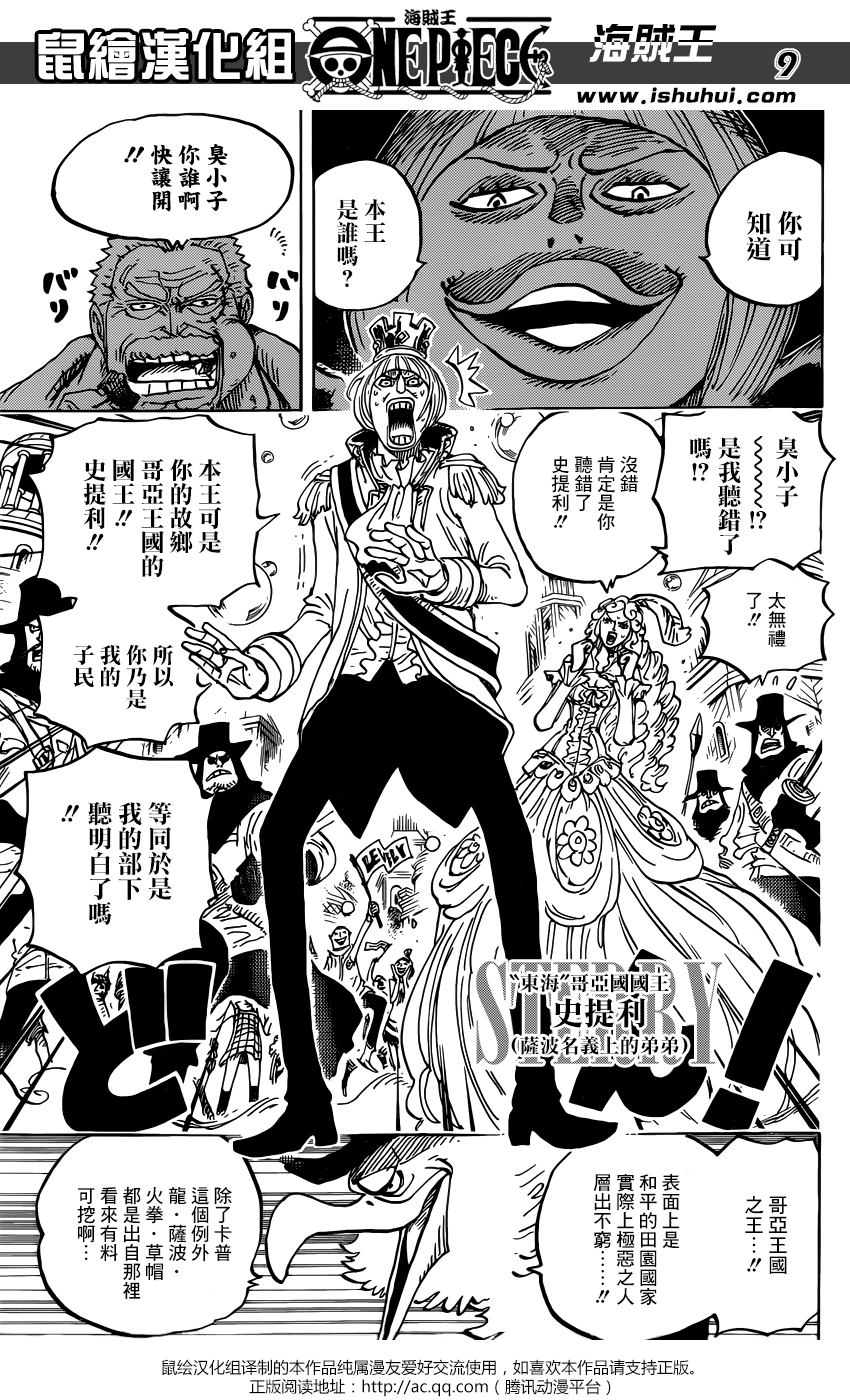 鼠繪漢化組
海賊王
ONE PIECE
海賊王
9
www.ishuhui.com
你可
知道
本王
是誰嗎?
臭小子
你誰啊
快讓開
!!
バリ
バリ
臭小子
~~~~!?
是我聽錯了
嗎!?
沒錯
肯定是你
聽錯了
史提利!!
太無禮
了!!
本王可是
你的故鄉
哥亞王國的
國王!!
史提利!!
所以
你乃是
我的
子民
等同於是
我的部下
聽明白了嗎
!!
LEVELY
STERRY
"東海"哥亞國國王
史提利
(薩波名義上的弟弟)
どん!
哥亞王國
之王…!!
表面上是
和平的田園國家
實際上極惡之人
層出不窮……!!
除了卡普
這個例外
龍·薩波·
火拳·草帽
都是出自那裡
看來有料
可挖啊…
鼠绘汉化组译制的本作品纯属漫友爱好交流使用，如喜欢本作品请支持正版。
正版阅读地址：http://ac.qq.com（腾讯动漫平台）